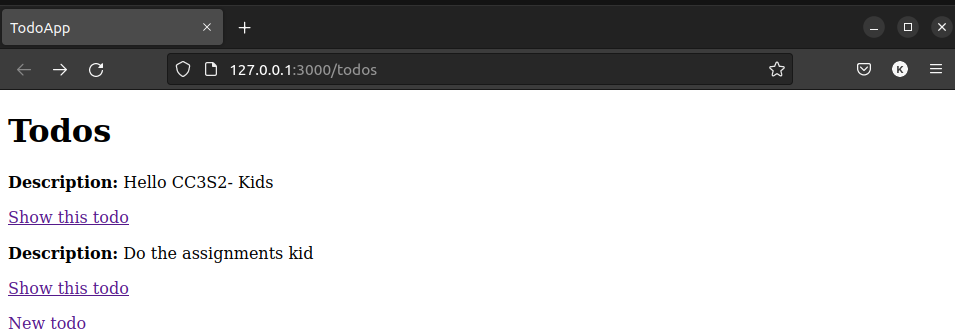 TodoApp
127.0.0.1:3000/todos
K
Todos
Description: Hello CC3S2- Kids
Show this todo
Description: Do the assignments kid
Show this todo
New todo